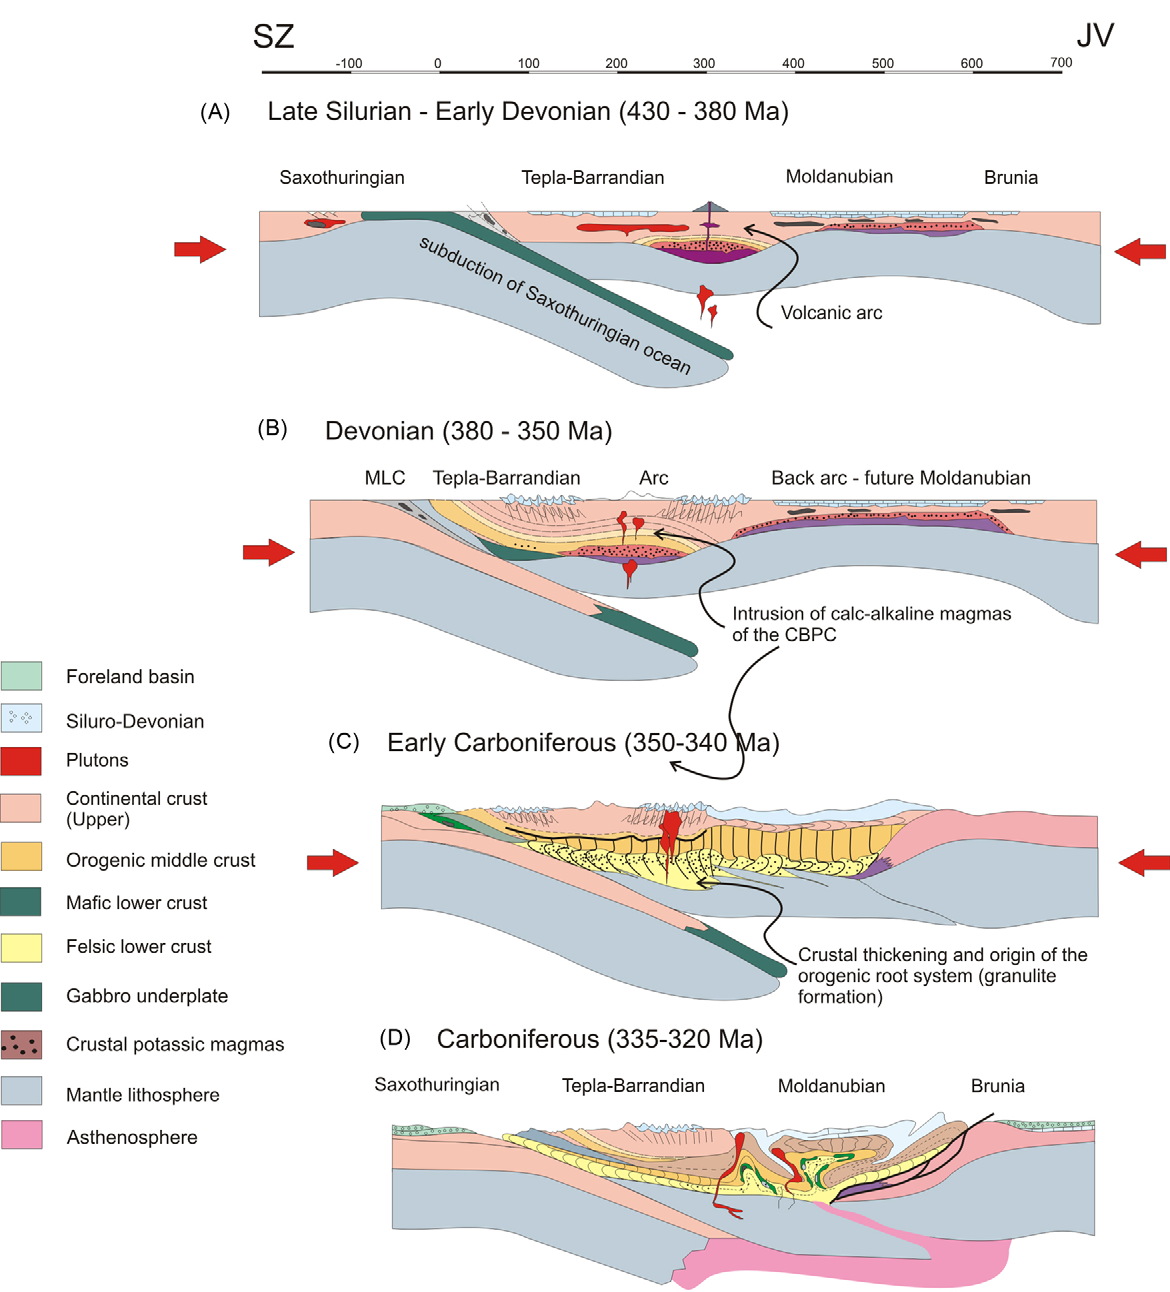 SZ
JV
-100 0 100 200 300 400 500 600 700
(A) Late Silurian - Early Devonian (430 - 380 Ma)
Saxothuringian Tepla-Barrandian Moldanubian Brunia
subduction of Saxothuringian ocean
Volcanic arc
(B) Devonian (380 - 350 Ma)
MLC Tepla-Barrandian Arc Back arc - future Moldanubian
Intrusion of calc-alkaline magmas
of the CBPC
(C) Early Carboniferous (350-340 Ma)
Crustal thickening and origin of the
orogenic root system (granulite
formation)
(D) Carboniferous (335-320 Ma)
Saxothuringian Tepla-Barrandian Moldanubian Brunia
Foreland basin
Siluro-Devonian
Plutons
Continental crust
(Upper)
Orogenic middle crust
Mafic lower crust
Felsic lower crust
Gabbro underplate
Crustal potassic magmas
Mantle lithosphere
Asthenosphere